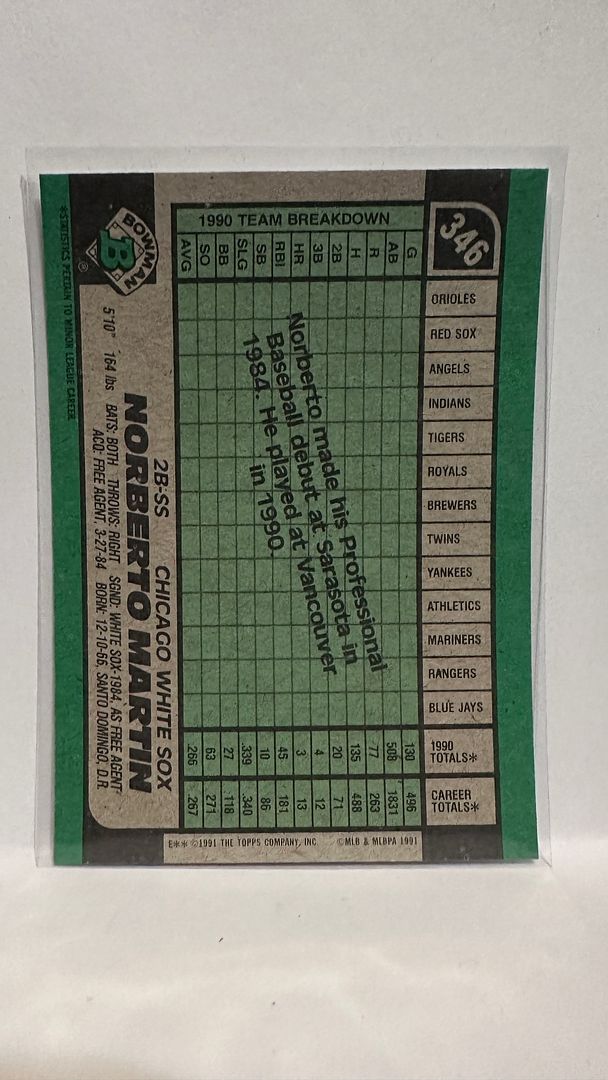 346
1990 TEAM BREAKDOWN G AB R H 2B 3B HR RBI SB SLG BB SO AVG
ORIOLES
RED SOX
ANGELS
INDIANS
TIGERS
ROYALS
BREWERS
TWINS
YANKEES
ATHLETICS
MARINERS
RANGERS
BLUE JAYS
1990 TOTALS* 130 508 77 135 20 4 3 45 10 .339 27 63 .266
CAREER TOTALS* 496 1831 263 488 71 12 13 181 86 .340 118 271 .267
Norberto made his Professional
Baseball debut at Sarasota in
1984. He played at Vancouver
in 1990.
E** ©1991 THE TOPPS COMPANY, INC. ©MLB & MLBPA 1991
BOWMAN
B
®
2B-SS CHICAGO WHITE SOX
NORBERTO MARTIN
5'10" 164 lbs BATS: BOTH THROWS: RIGHT SGND: WHITE SOX-1984, AS FREE AGENT
ACQ: FREE AGENT, 3-27-84 BORN: 12-10-66, SANTO DOMINGO, D.R.
*STATISTICS PERTAIN TO MINOR LEAGUE CAREER